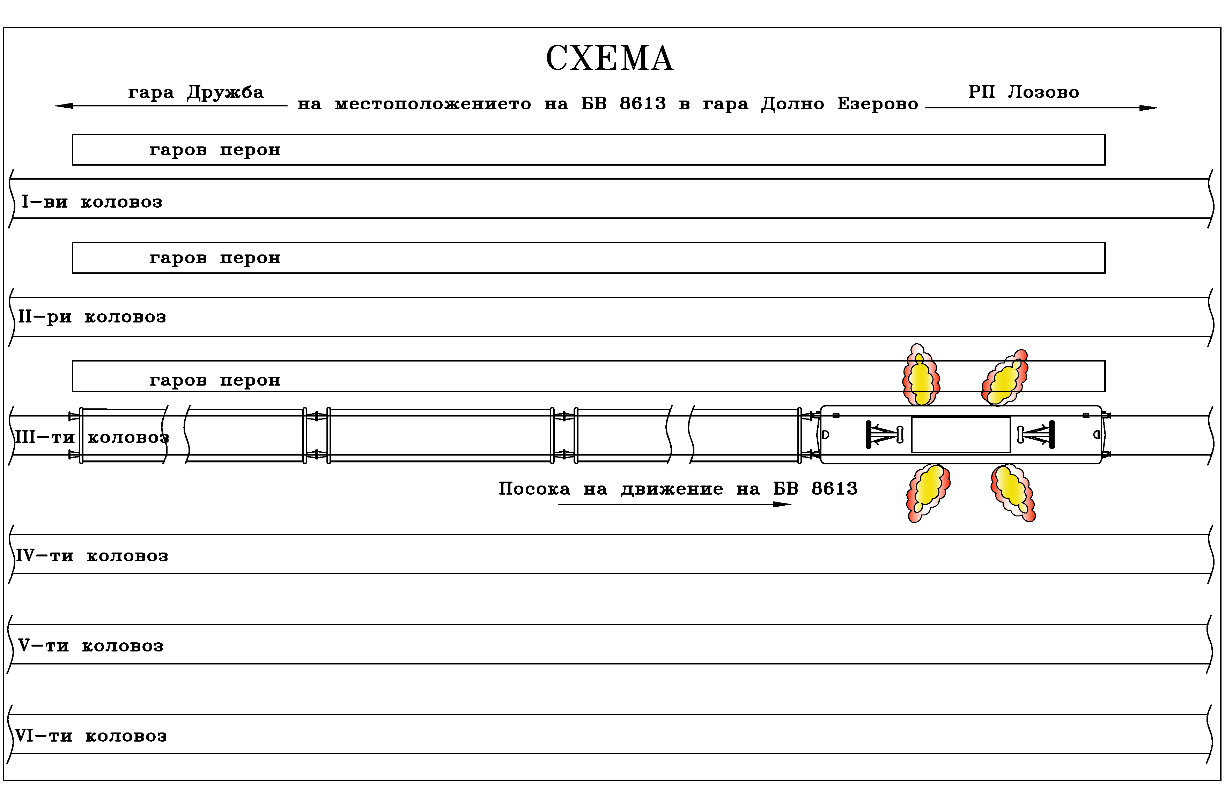 СХЕМА
гара Дружба
на местоположението на БВ 8613 в гара Долно Езерово
РП Лозово
гаров перон
I-ви коловоз
гаров перон
II-ри коловоз
гаров перон
III-ти коловоз
Посока на движение на БВ 8613
IV-ти коловоз
V-ти коловоз
VI-ти коловоз